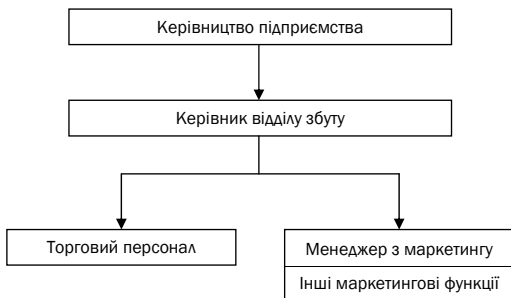 Керівництво підприємства
Керівник відділу збуту
Торговий персонал
Менеджер з маркетингу
Інші маркетингові функції